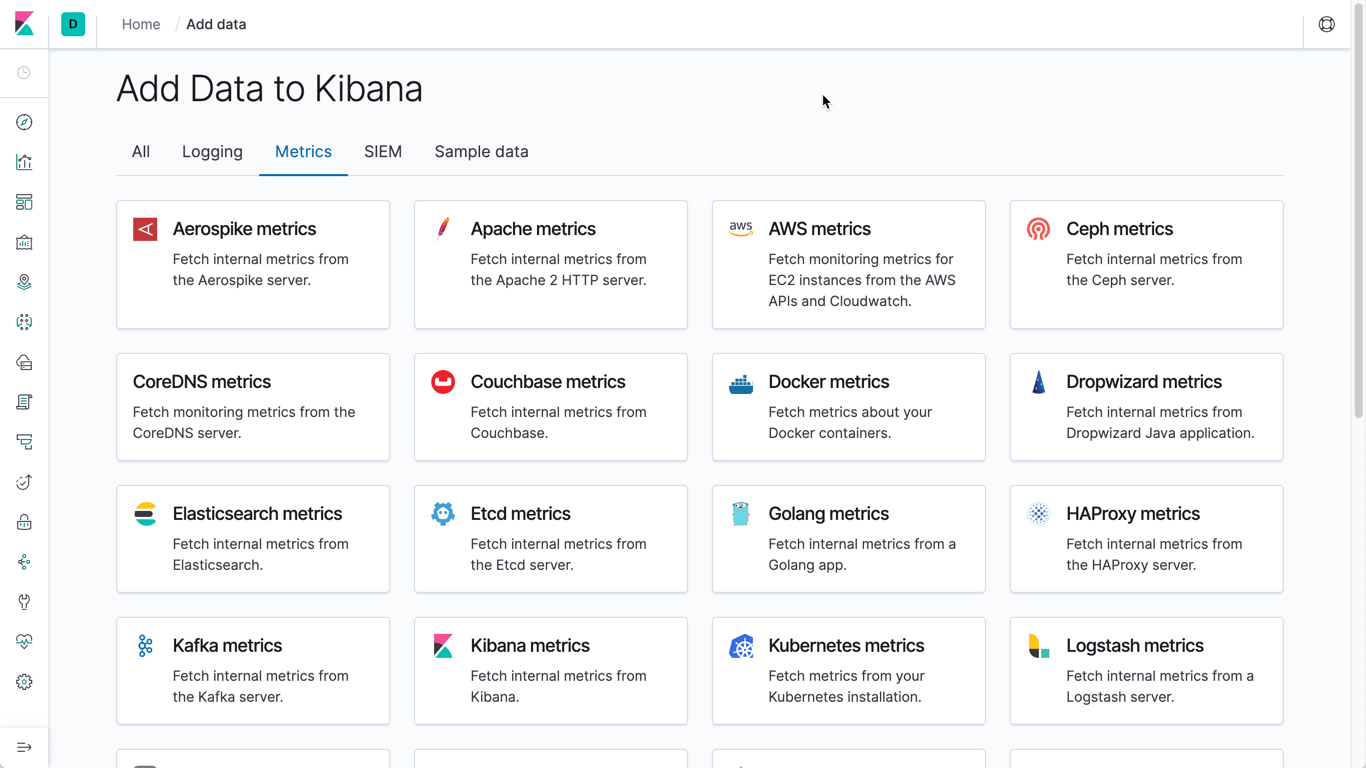 D
Home / Add data
Add Data to Kibana
All Logging Metrics SIEM Sample data
Aerospike metrics
Fetch internal metrics from
the Aerospike server.
Apache metrics
Fetch internal metrics from
the Apache 2 HTTP server.
aws
AWS metrics
Fetch monitoring metrics for
EC2 instances from the AWS
APIs and Cloudwatch.
Ceph metrics
Fetch internal metrics from
the Ceph server.
CoreDNS metrics
Fetch monitoring metrics from the
CoreDNS server.
Couchbase metrics
Fetch internal metrics from
Couchbase.
Docker metrics
Fetch metrics about your
Docker containers.
Dropwizard metrics
Fetch internal metrics from
Dropwizard Java application.
Elasticsearch metrics
Fetch internal metrics from
Elasticsearch.
Etcd metrics
Fetch internal metrics from
the Etcd server.
Golang metrics
Fetch internal metrics from a
Golang app.
HAProxy metrics
Fetch internal metrics from
the HAProxy server.
Kafka metrics
Fetch internal metrics from
the Kafka server.
Kibana metrics
Fetch internal metrics from
Kibana.
Kubernetes metrics
Fetch metrics from your
Kubernetes installation.
Logstash metrics
Fetch internal metrics from a
Logstash server.